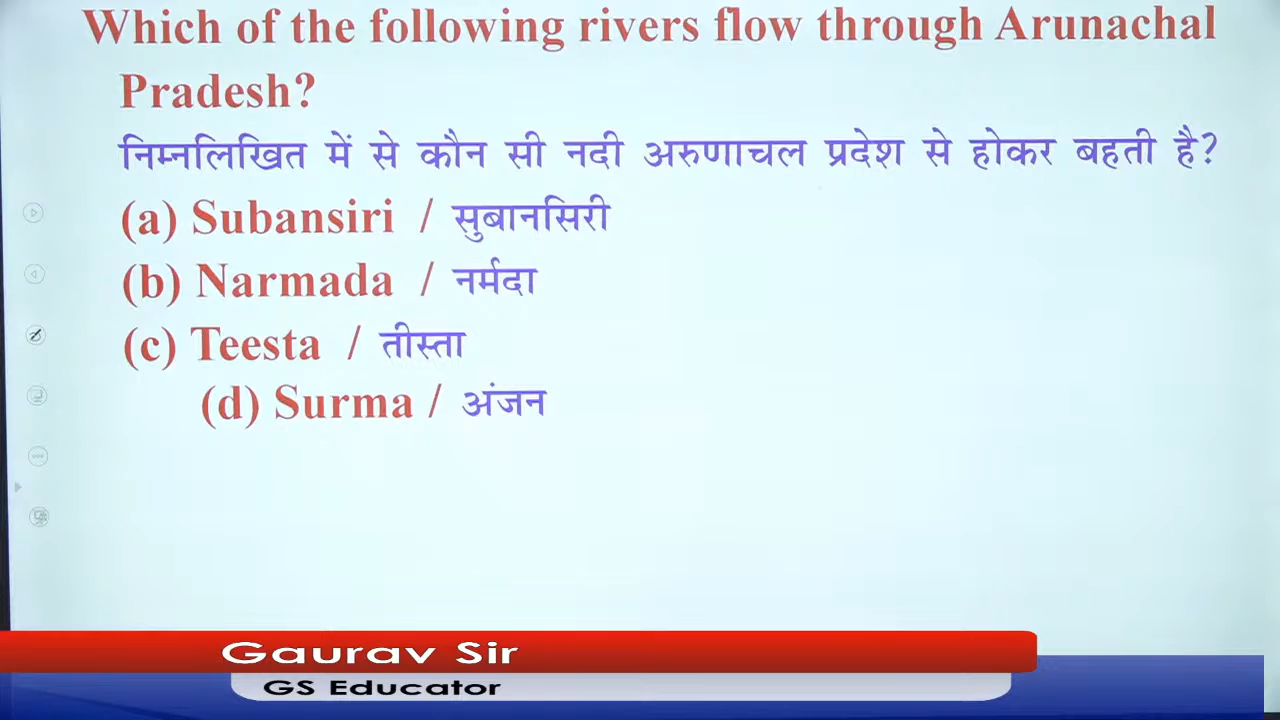 Which of the following rivers flow through Arunachal
Pradesh?
निम्नलिखित में से कौन सी नदी अरुणाचल प्रदेश से होकर बहती है?
(a) Subansiri / सुबानसिरी
(b) Narmada / नर्मदा
(c) Teesta / तीस्ता
(d) Surma / अंजन
Gaurav Sir
GS Educator